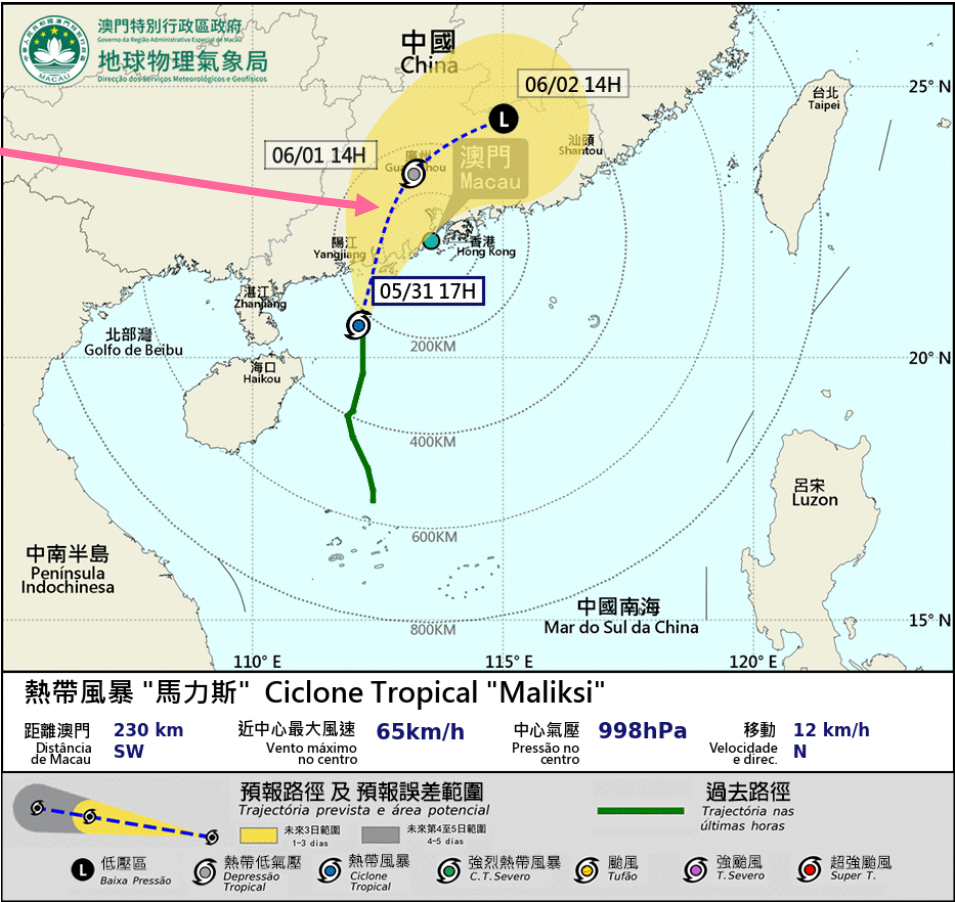 澳門特別行政區政府
Governo da Região Administrativa Especial de Macau
地球物理氣象局
Direcção dos Serviços Meteorológicos e Geofísicos
MACAU
中國
China
06/02 14H
25° N
台北
Taipei
L
汕頭
Shantou
06/01 14H
廣州
澳門
Macau
陽江
Yangjiang
香港
Hong Kong
05/31 17H
湛江
Zhanjiang
北部灣
Golfo de Beibu
200KM
20° N
海口
Haikou
400KM
呂宋
Luzon
600KM
中南半島
Península
Indochinesa
中國南海
Mar do Sul da China
800KM
15° N
110° E
115° E
120° E
熱帶風暴 "馬力斯" Ciclone Tropical "Maliksi"
距離澳門
Distância
de Macau
230 km
SW
近中心最大風速
Vento máximo
no centro
65km/h
中心氣壓
Pressão no
centro
998hPa
移動
Velocidade
e direc.
12 km/h
N
預報路徑 及 預報誤差範圍
Trajectória prevista e área potencial
未來3日範圍
1-3 dias
未來第4至5日範圍
4-5 dias
過去路徑
Trajectória nas
últimas horas
L
低壓區
Baixa Pressão
熱帶低氣壓
Depressão
Tropical
熱帶風暴
Ciclone
Tropical
強烈熱帶風暴
C.T.Severo
颱風
Tufão
強颱風
T.Severo
超強颱風
Super T.